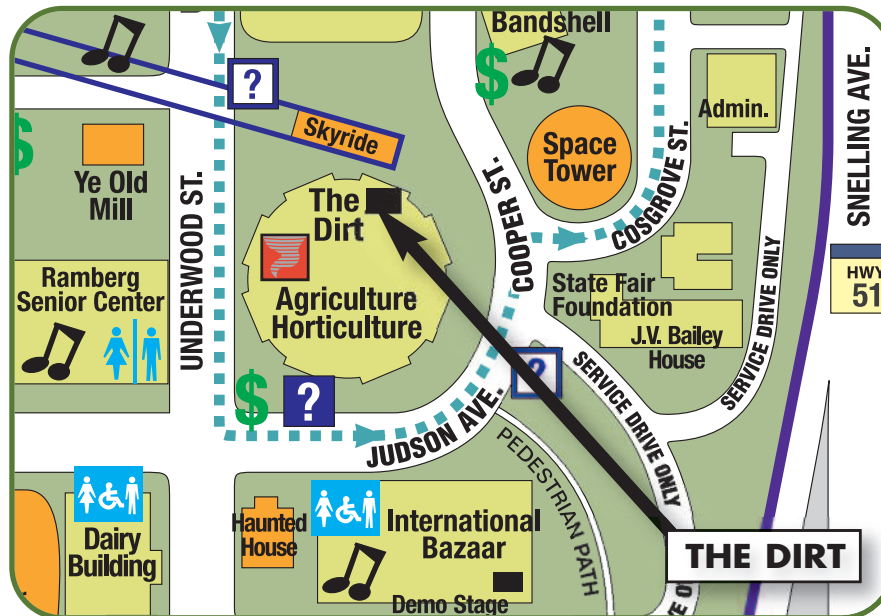 Bandshell
$
SNELLING AVE.
Admin.
?
Skyride
$
Ye Old
Mill
UNDERWOOD ST.
The
Dirt
Space
Tower
COOPER ST.
COSGROVE ST.
Ramberg
Senior Center
Agriculture
Horticulture
State Fair
Foundation
J.V. Bailey
House
SERVICE DRIVE ONLY
HWY
51
$
?
?
JUDSON AVE.
SERVICE DRIVE ONLY
PEDESTRIAN PATH
Dairy
Building
Haunted
House
International
Bazaar
Demo Stage
THE DIRT